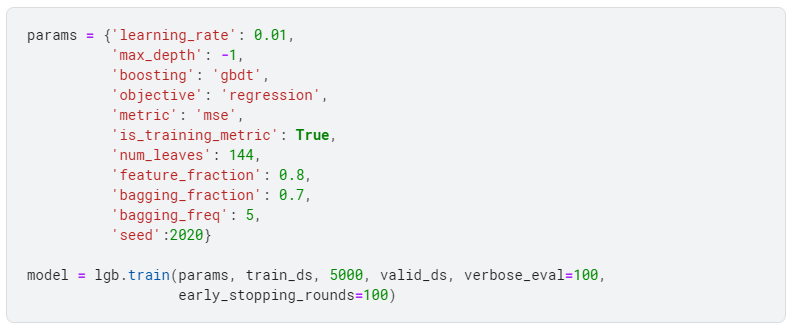 params = {'learning_rate': 0.01,
          'max_depth': -1,
          'boosting': 'gbdt',
          'objective': 'regression',
          'metric': 'mse',
          'is_training_metric': True,
          'num_leaves': 144,
          'feature_fraction': 0.8,
          'bagging_fraction': 0.7,
          'bagging_freq': 5,
          'seed':2020}

model = lgb.train(params, train_ds, 5000, valid_ds, verbose_eval=100,
                  early_stopping_rounds=100)